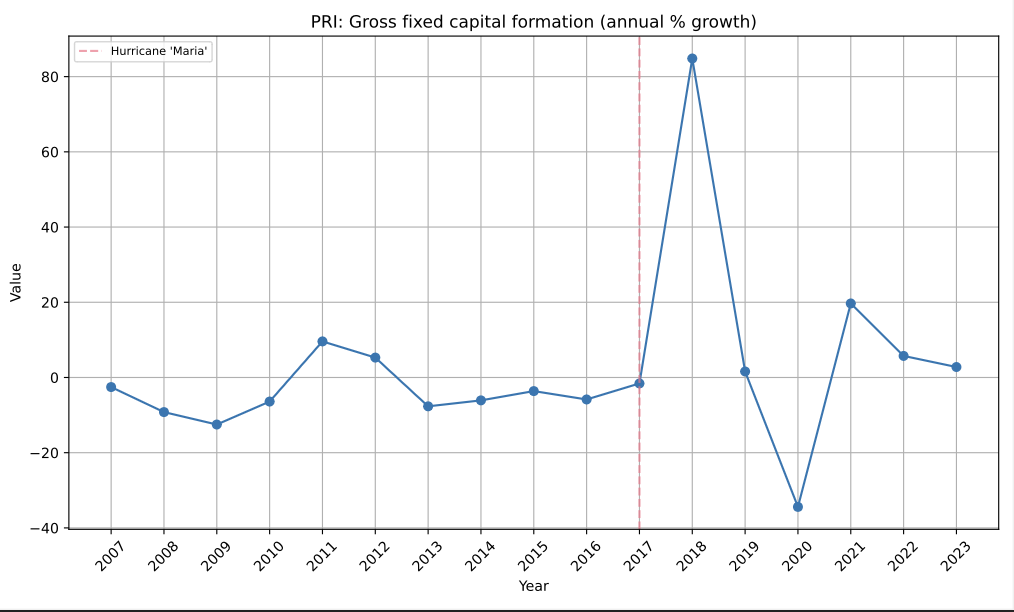 PRI: Gross fixed capital formation (annual % growth)
Hurricane 'Maria'
80
60
40
20
0
−20
−40
Value
2007 2008 2009 2010 2011 2012 2013 2014 2015 2016 2017 2018 2019 2020 2021 2022 2023
Year